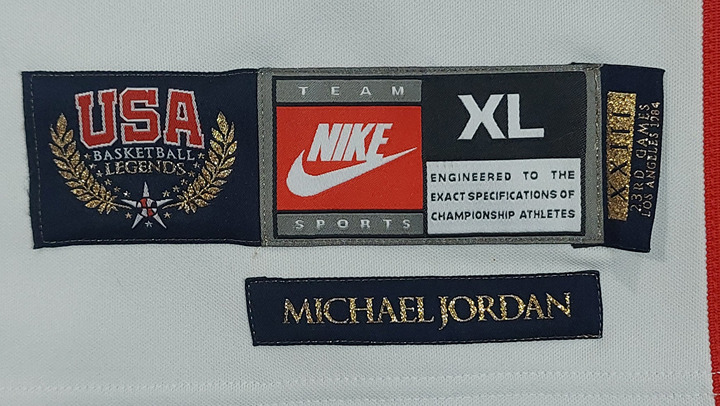 USA
BASKETBALL
LEGENDS
TEAM
NIKE
SPORTS
XL
ENGINEERED TO THE
EXACT SPECIFICATIONS OF
CHAMPIONSHIP ATHLETES
XXIII
23RD GAMES
LOS ANGELES 1984
MICHAEL JORDAN